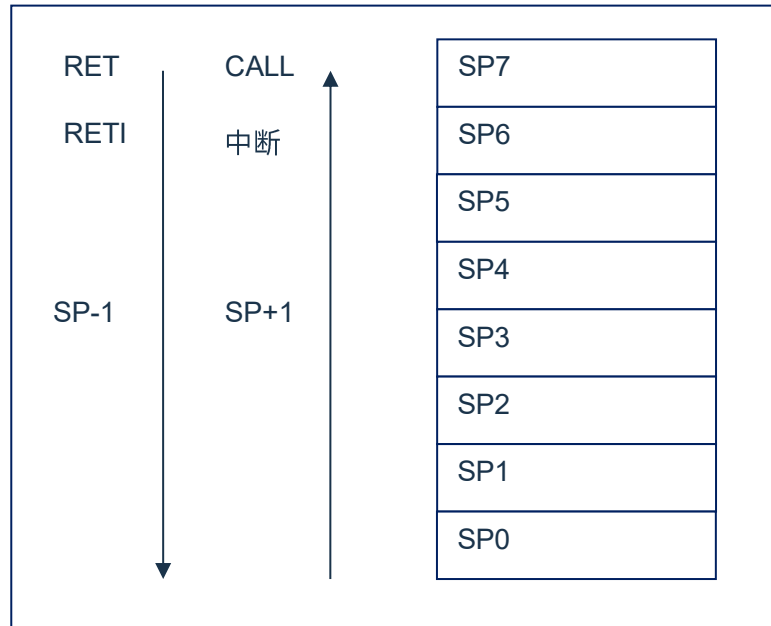 RET CALL SP7
RETI 中断 SP6
SP5
SP4
SP-1 SP+1 SP3
SP2
SP1
SP0